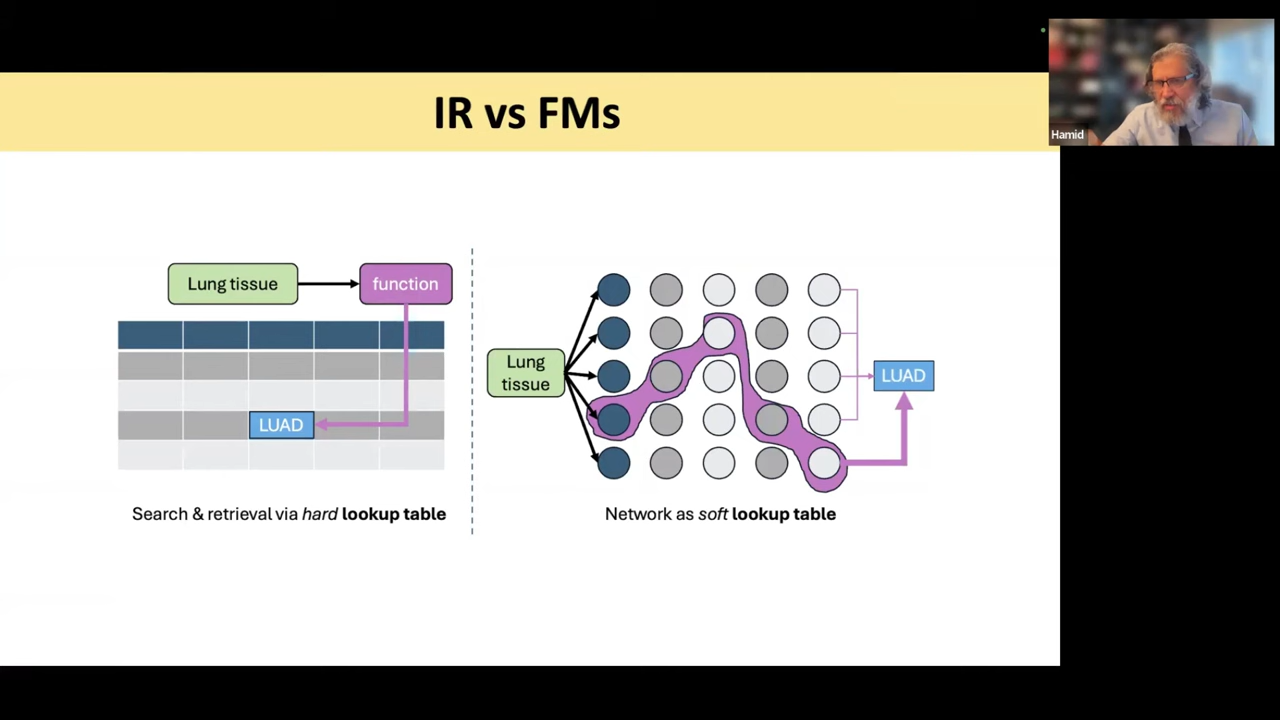 IR vs FMs
Hamid
Lung tissue
function
LUAD
Search & retrieval via hard lookup table
Lung
tissue
LUAD
Network as soft lookup table